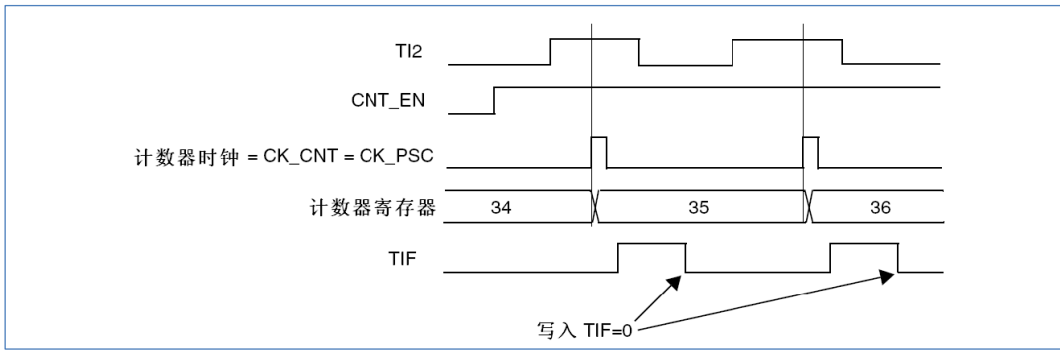 TI2
CNT_EN
计数器时钟 = CK_CNT = CK_PSC
计数器寄存器 34 35 36
TIF
写入 TIF=0